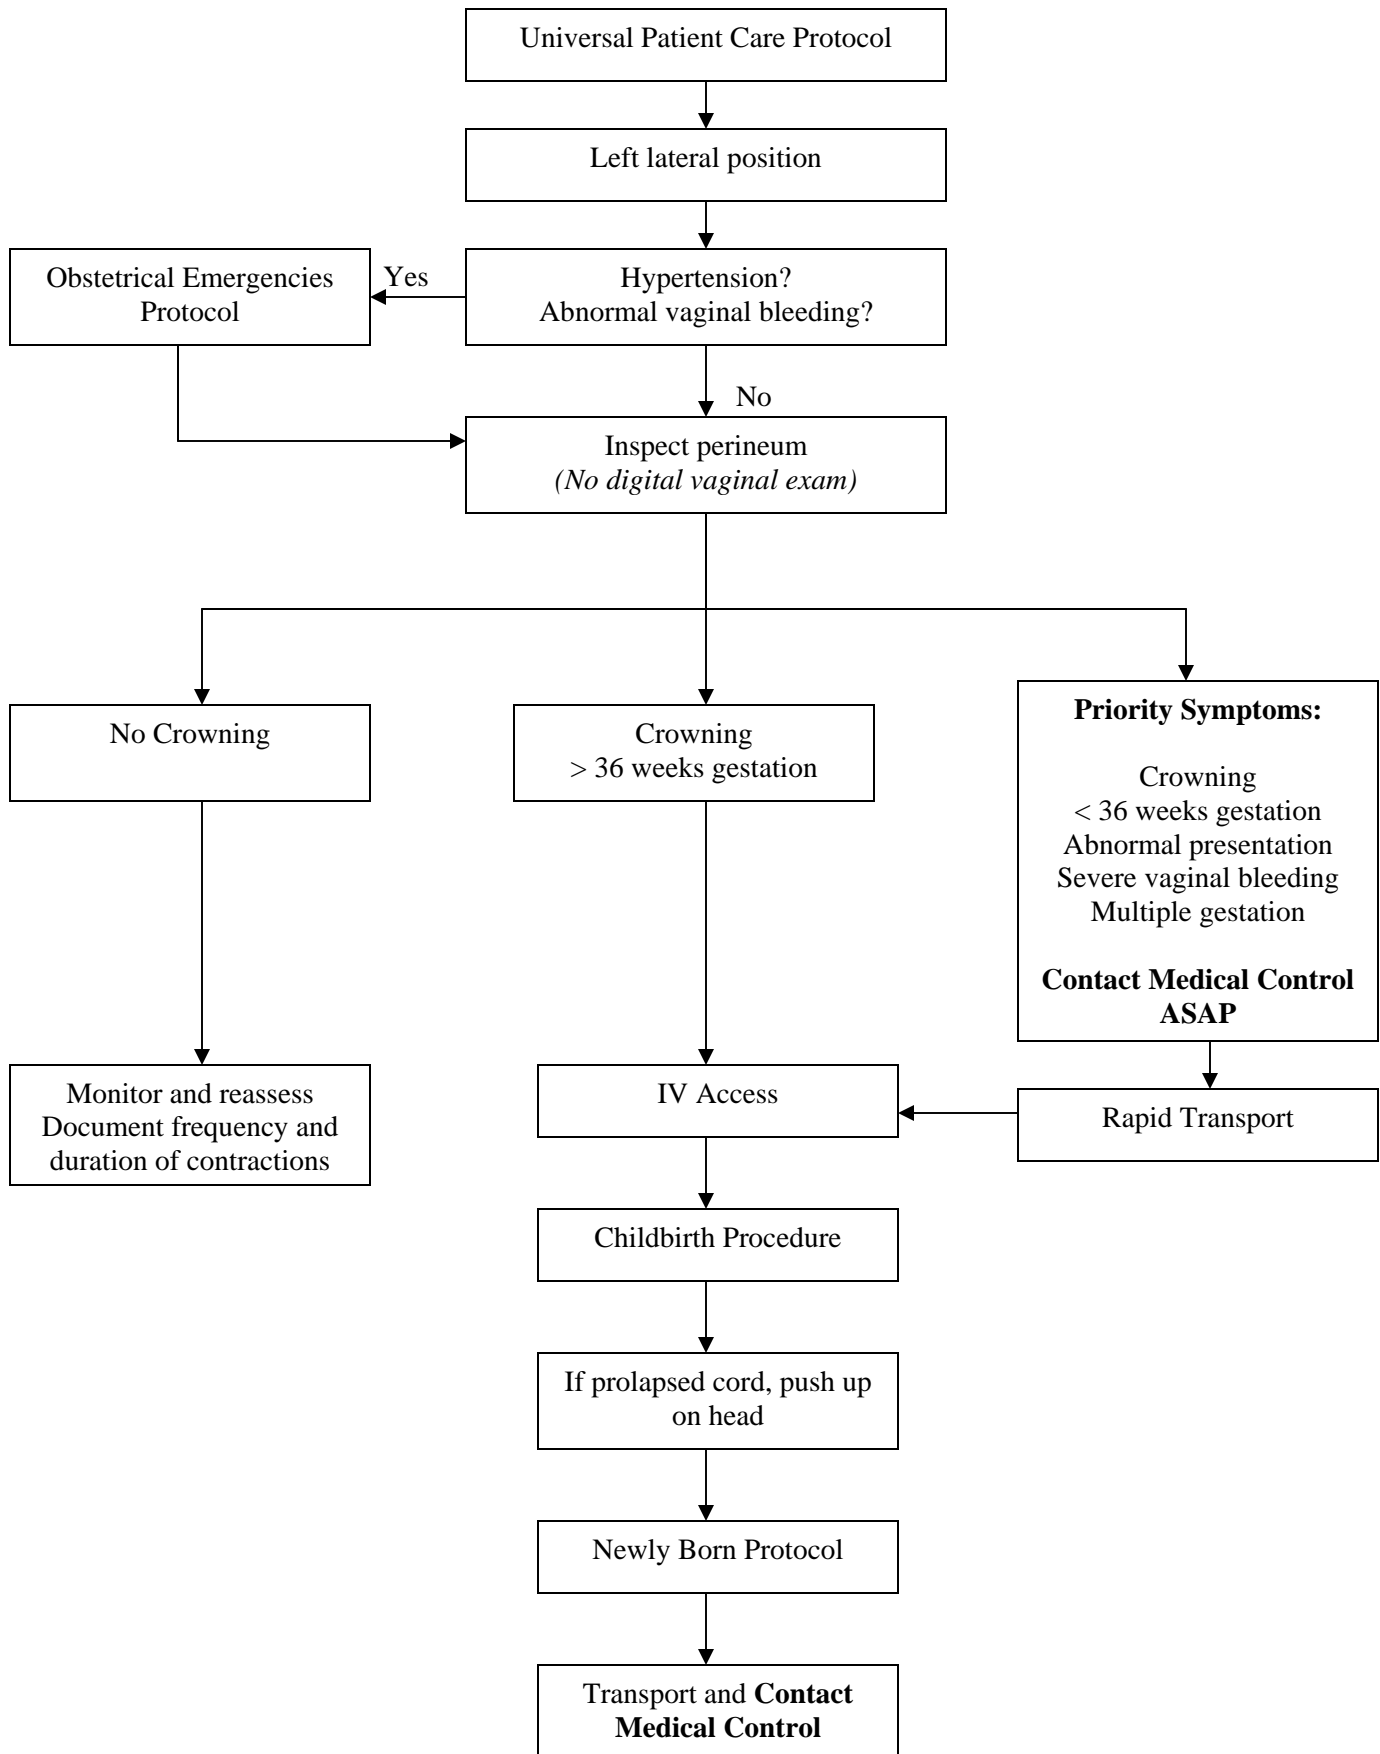 Universal Patient Care Protocol
Left lateral position
Hypertension?
Abnormal vaginal bleeding?
Yes
Obstetrical Emergencies
Protocol
No
Inspect perineum
(No digital vaginal exam)
No Crowning
Crowning
> 36 weeks gestation
Priority Symptoms:
Crowning
< 36 weeks gestation
Abnormal presentation
Severe vaginal bleeding
Multiple gestation
Contact Medical Control
ASAP
Monitor and reassess
Document frequency and
duration of contractions
IV Access
Rapid Transport
Childbirth Procedure
If prolapsed cord, push up
on head
Newly Born Protocol
Transport and Contact
Medical Control